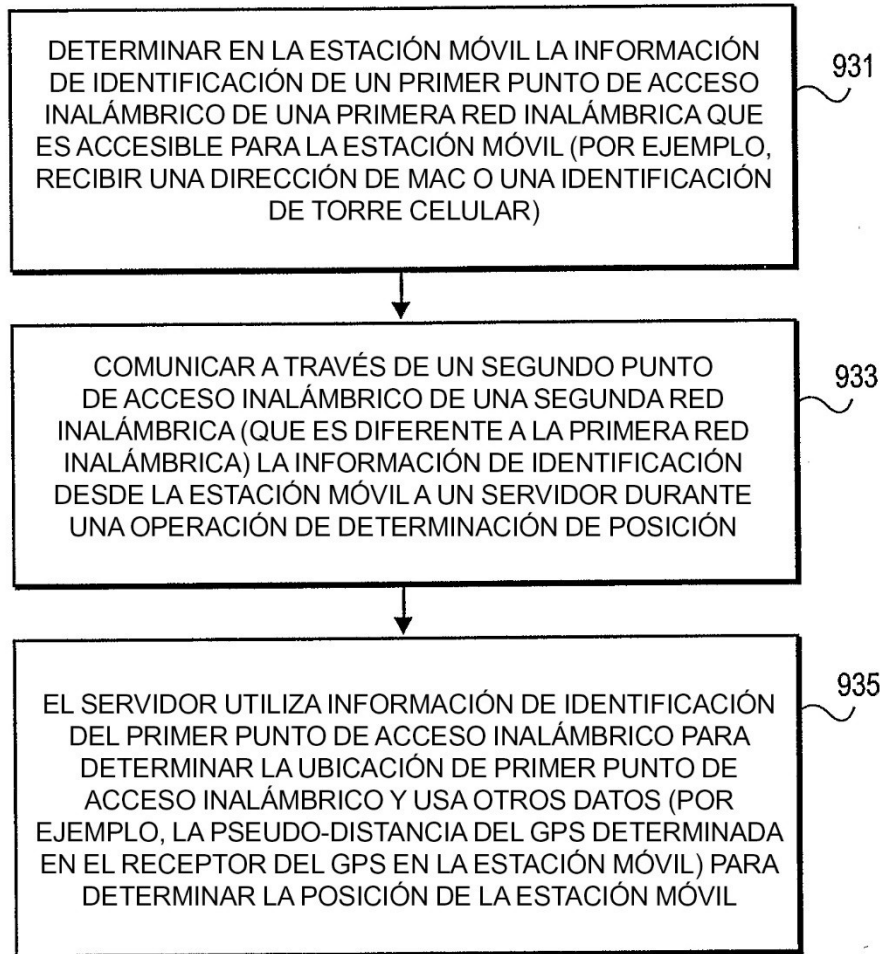 DETERMINAR EN LA ESTACIÓN MÓVIL LA INFORMACIÓN
DE IDENTIFICACIÓN DE UN PRIMER PUNTO DE ACCESO
INALÁMBRICO DE UNA PRIMERA RED INALÁMBRICA QUE
ES ACCESIBLE PARA LA ESTACIÓN MÓVIL (POR EJEMPLO,
RECIBIR UNA DIRECCIÓN DE MAC O UNA IDENTIFICACIÓN
DE TORRE CELULAR)
931
COMUNICAR A TRAVÉS DE UN SEGUNDO PUNTO
DE ACCESO INALÁMBRICO DE UNA SEGUNDA RED
INALÁMBRICA (QUE ES DIFERENTE A LA PRIMERA RED
INALÁMBRICA) LA INFORMACIÓN DE IDENTIFICACIÓN
DESDE LA ESTACIÓN MÓVIL A UN SERVIDOR DURANTE
UNA OPERACIÓN DE DETERMINACIÓN DE POSICIÓN
933
EL SERVIDOR UTILIZA INFORMACIÓN DE IDENTIFICACIÓN
DEL PRIMER PUNTO DE ACCESO INALÁMBRICO PARA
DETERMINAR LA UBICACIÓN DE PRIMER PUNTO DE
ACCESO INALÁMBRICO Y USA OTROS DATOS (POR
EJEMPLO, LA PSEUDO-DISTANCIA DEL GPS DETERMINADA
EN EL RECEPTOR DEL GPS EN LA ESTACIÓN MÓVIL) PARA
DETERMINAR LA POSICIÓN DE LA ESTACIÓN MÓVIL
935